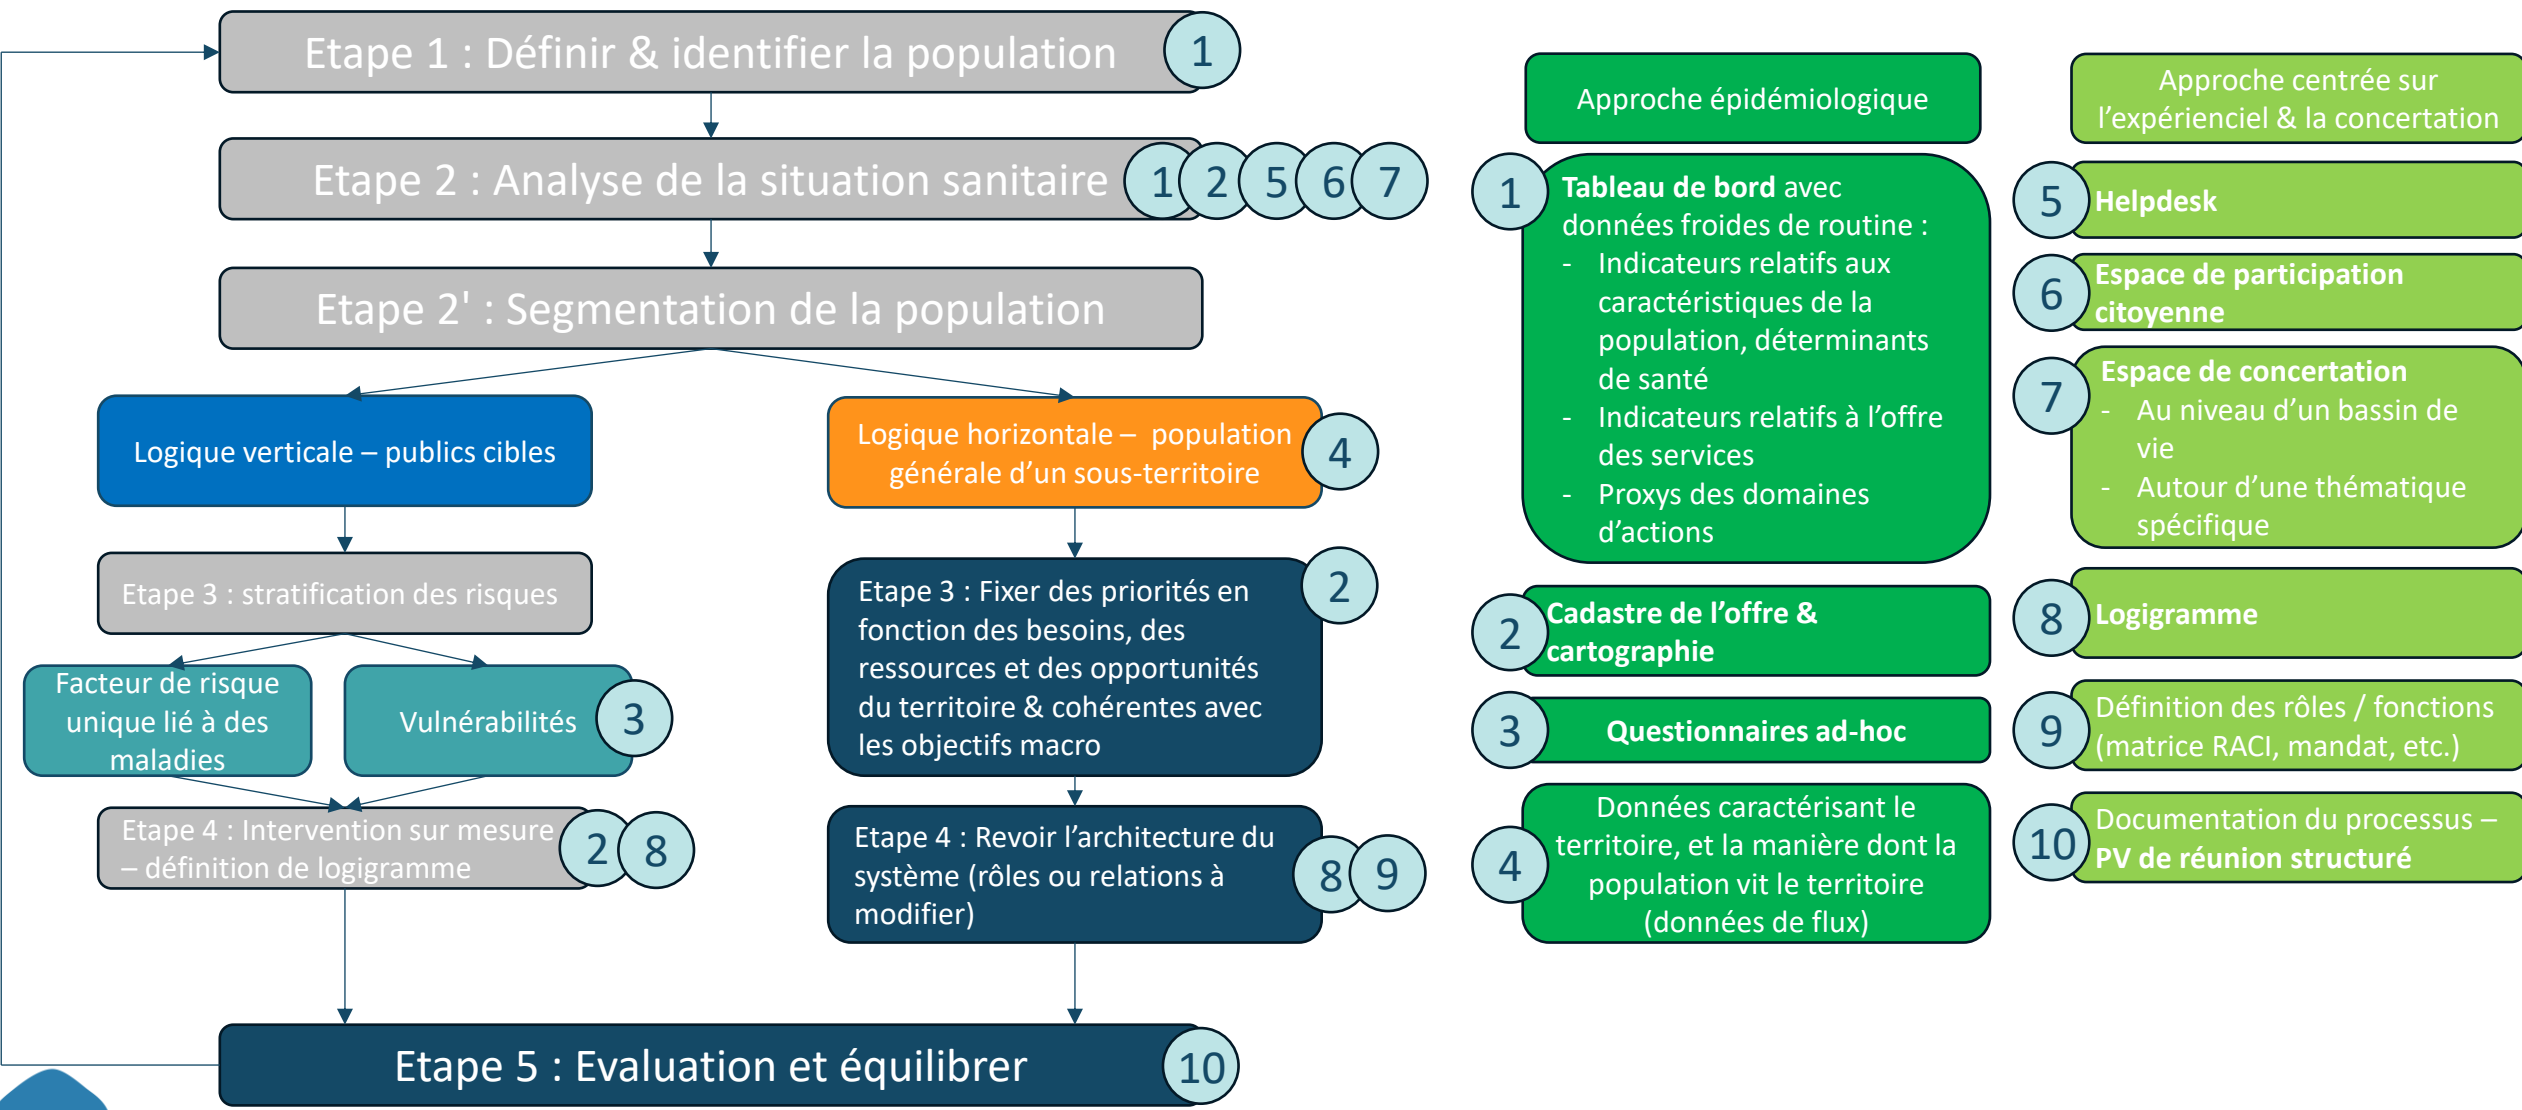 Etape 1 : Définir & identifier la population
1
Etape 2 : Analyse de la situation sanitaire
1
2
5
6
7
Etape 2' : Segmentation de la population
Logique verticale – publics cibles
Logique horizontale – population
générale d’un sous-territoire
4
Etape 3 : stratification des risques
Facteur de risque
unique lié à des
maladies
Vulnérabilités
3
Etape 4 : Intervention sur mesure
– définition de logigramme
2
8
Etape 3 : Fixer des priorités en
fonction des besoins, des
ressources et des opportunités
du territoire & cohérentes avec
les objectifs macro
2
Etape 4 : Revoir l’architecture du
système (rôles ou relations à
modifier)
8
9
Etape 5 : Evaluation et équilibrer
10
Approche épidémiologique
1
Tableau de bord avec
données froides de routine :
- Indicateurs relatifs aux
caractéristiques de la
population, déterminants
de santé
- Indicateurs relatifs à l’offre
des services
- Proxys des domaines
d’actions
2
Cadastre de l’offre &
cartographie
3
Questionnaires ad-hoc
4
Données caractérisant le
territoire, et la manière dont la
population vit le territoire
(données de flux)
Approche centrée sur
l’expérienciel & la concertation
5
Helpdesk
6
Espace de participation
citoyenne
7
Espace de concertation
- Au niveau d’un bassin de
vie
- Autour d’une thématique
spécifique
8
Logigramme
9
Définition des rôles / fonctions
(matrice RACI, mandat, etc.)
10
Documentation du processus –
PV de réunion structuré